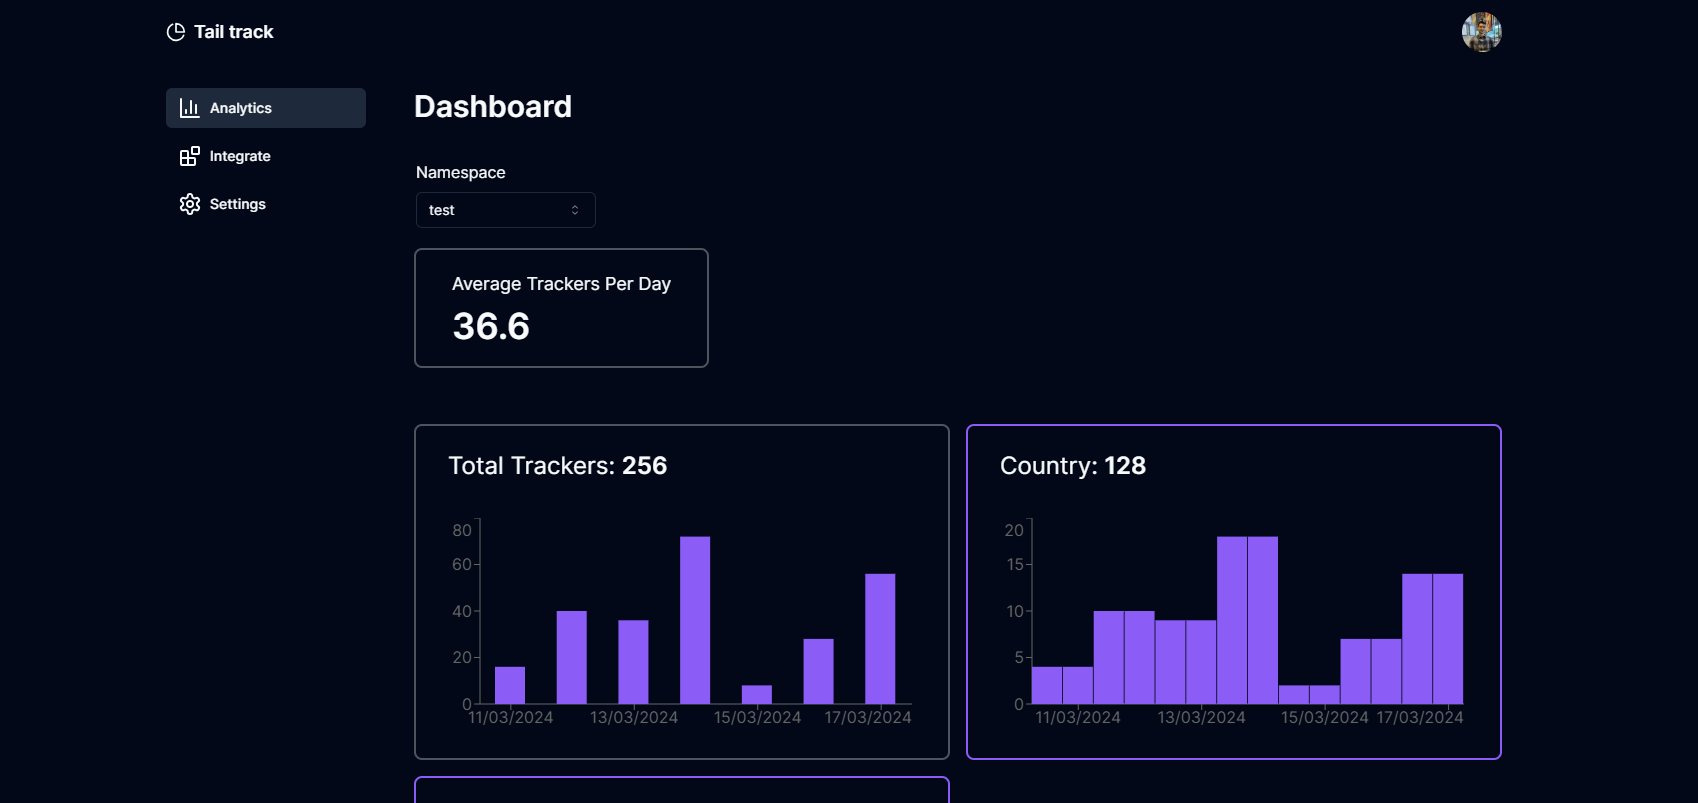 Tail track
Analytics
Integrate
Settings
Dashboard
Namespace
test
Average Trackers Per Day
36.6
Total Trackers: 256
80
60
40
20
0
11/03/2024 13/03/2024 15/03/2024 17/03/2024
Country: 128
20
15
10
5
0
11/03/2024 13/03/2024 15/03/2024 17/03/2024